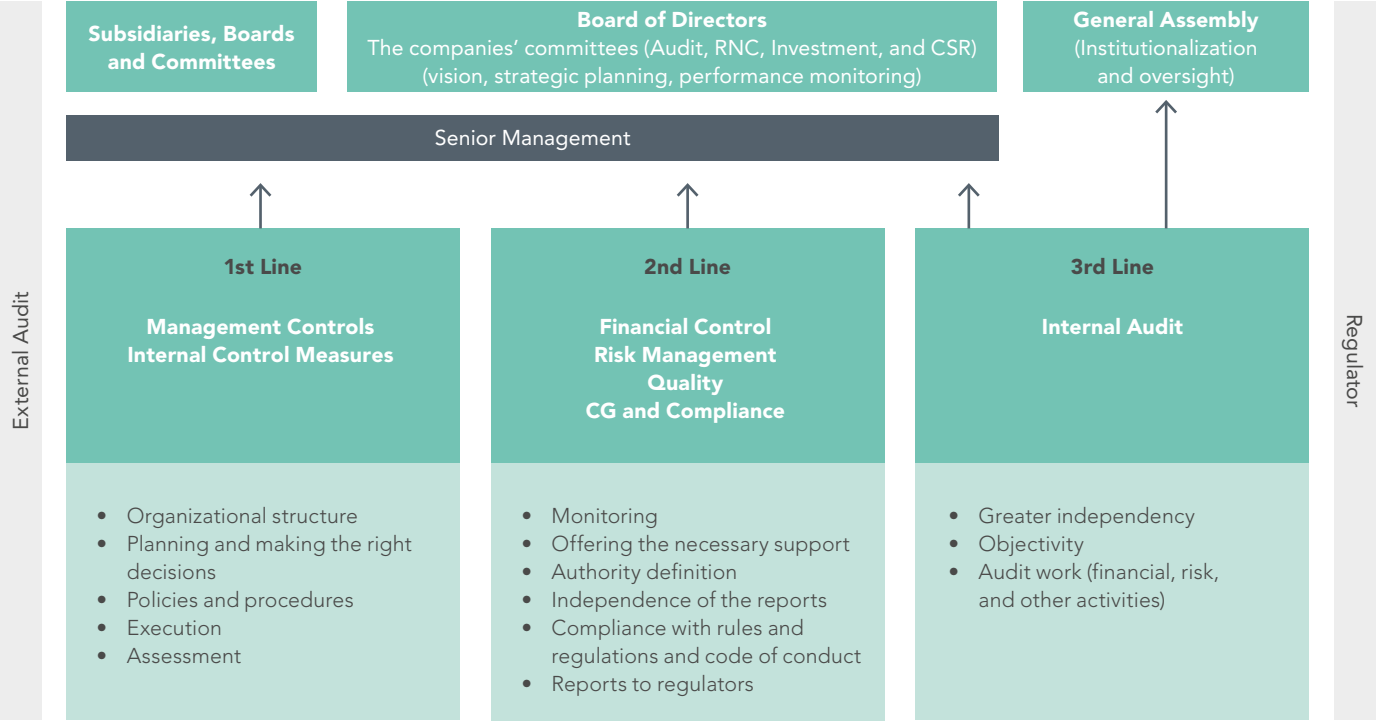 Subsidiaries, Boards
and Committees
Board of Directors
The companies’ committees (Audit, RNC, Investment, and CSR)
(vision, strategic planning, performance monitoring)
General Assembly
(Institutionalization
and oversight)
Senior Management
External Audit
1st Line
Management Controls
Internal Control Measures
• Organizational structure
• Planning and making the right
decisions
• Policies and procedures
• Execution
• Assessment
2nd Line
Financial Control
Risk Management
Quality
CG and Compliance
• Monitoring
• Offering the necessary support
• Authority definition
• Independence of the reports
• Compliance with rules and
regulations and code of conduct
• Reports to regulators
3rd Line
Internal Audit
• Greater independency
• Objectivity
• Audit work (financial, risk,
and other activities)
Regulator